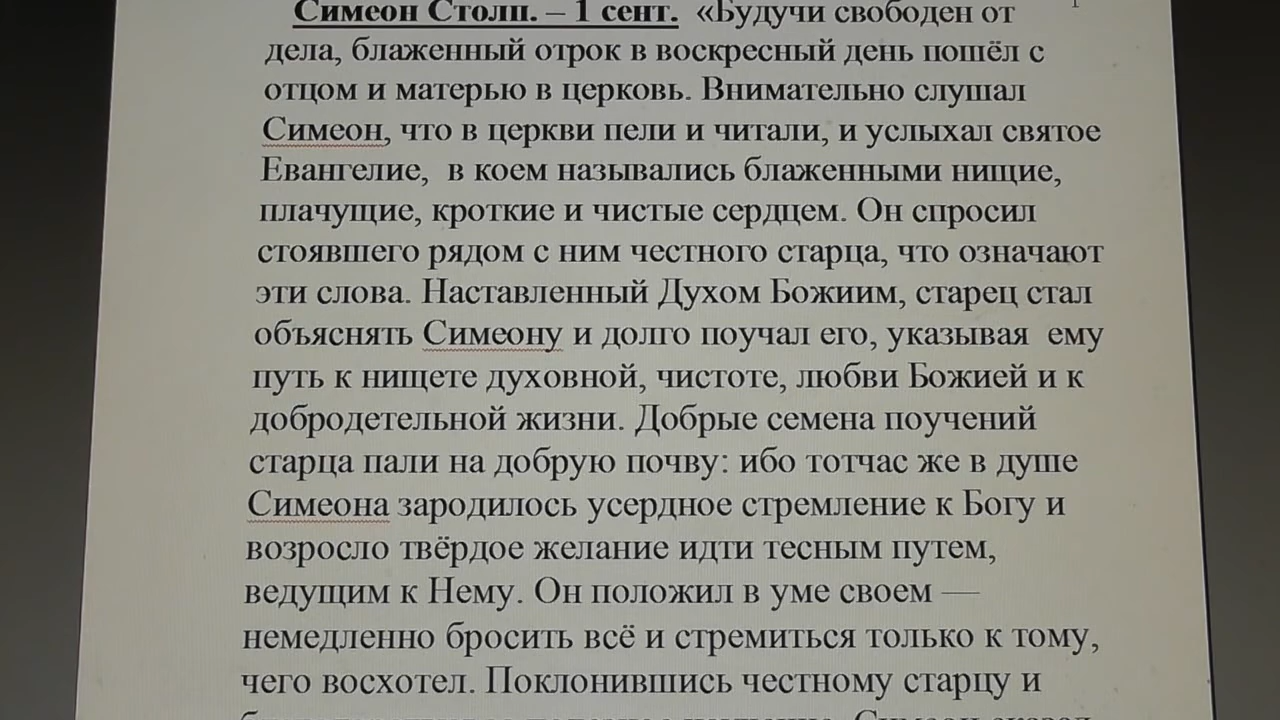 Симеон Столп. – 1 сент. «Будучи свободен от
дела, блаженный отрок в воскресный день пошёл с
отцом и матерью в церковь. Внимательно слушал
Симеон, что в церкви пели и читали, и услыхал святое
Евангелие, в коем назывались блаженными нищие,
плачущие, кроткие и чистые сердцем. Он спросил
стоявшего рядом с ним честного старца, что означают
эти слова. Наставленный Духом Божиим, старец стал
объяснять Симеону и долго поучал его, указывая ему
путь к нищете духовной, чистоте, любви Божией и к
добродетельной жизни. Добрые семена поучений
старца пали на добрую почву: ибо тотчас же в душе
Симеона зародилось усердное стремление к Богу и
возросло твёрдое желание идти тесным путем,
ведущим к Нему. Он положил в уме своем —
немедленно бросить всё и стремиться только к тому,
чего восхотел. Поклонившись честному старцу и